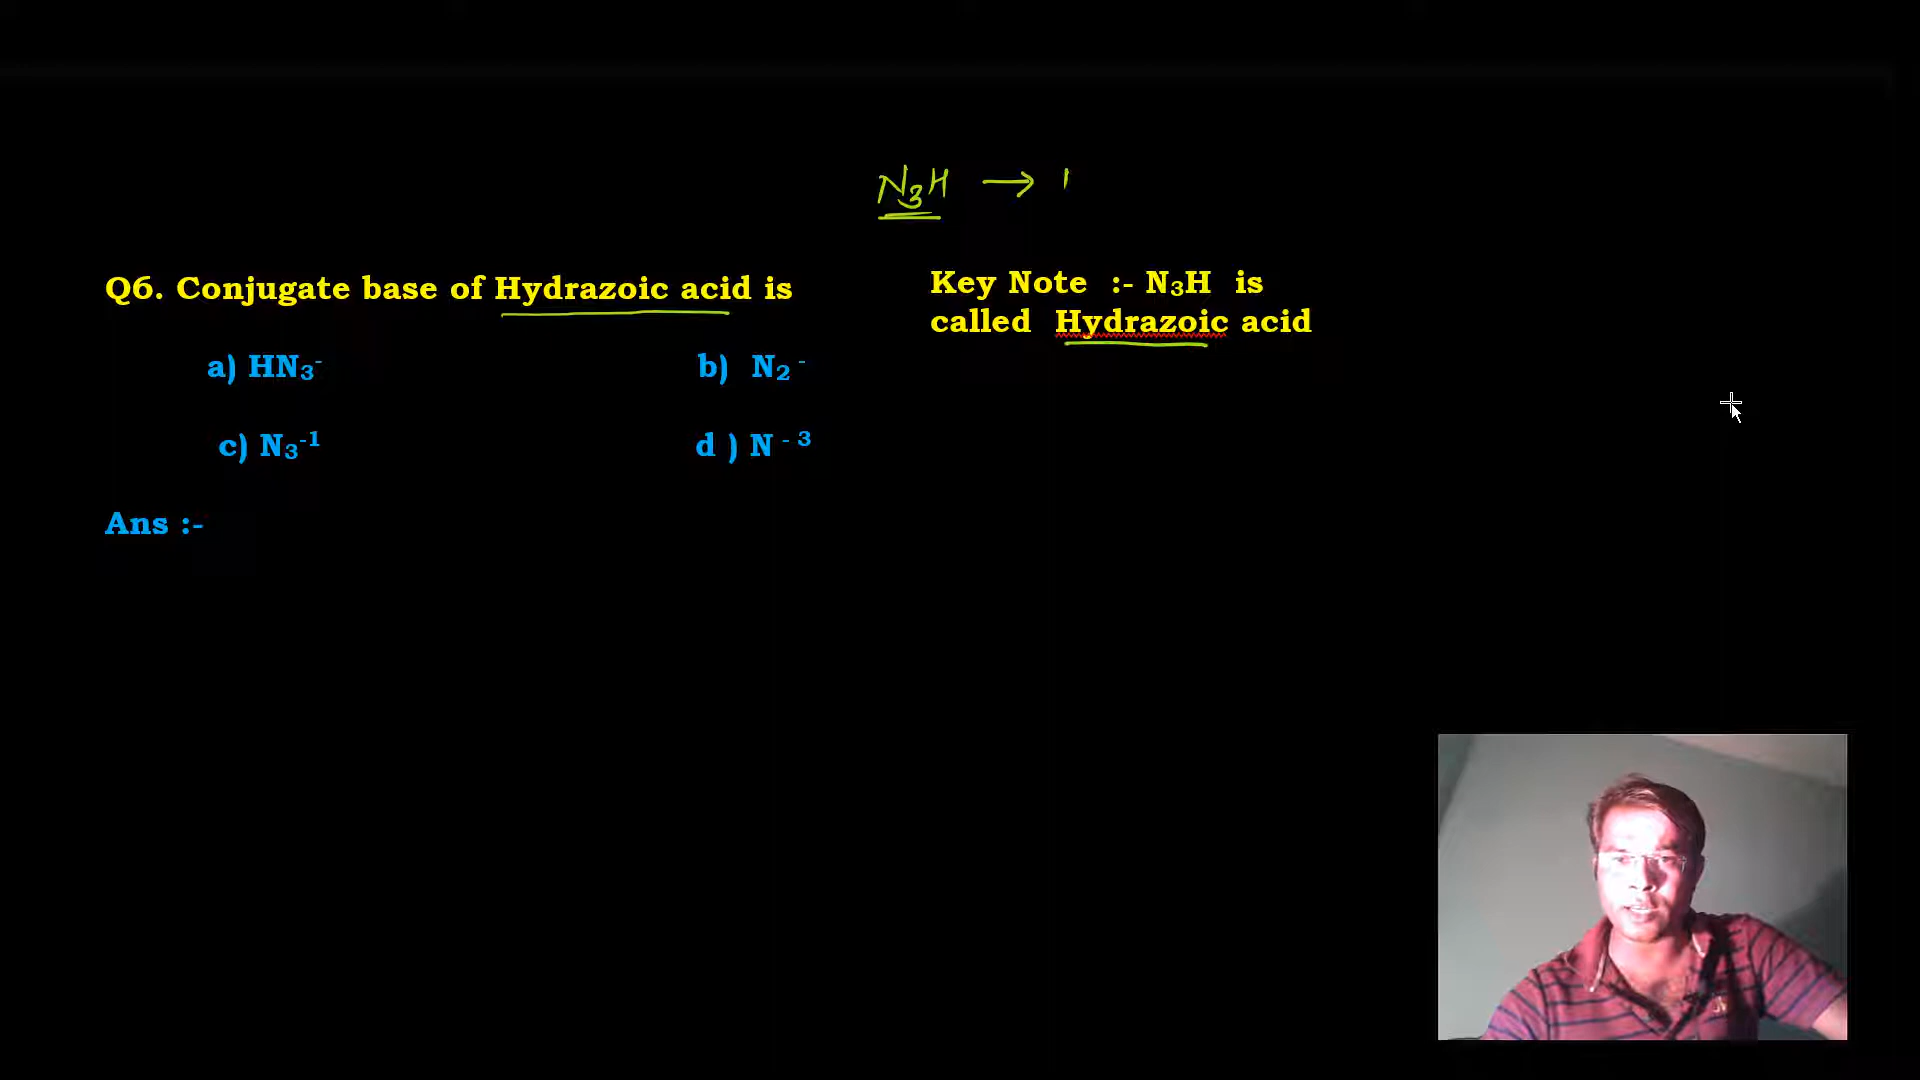 N₃H →
Q6. Conjugate base of Hydrazoic acid is
a) HN₃⁻ b) N₂⁻
c) N₃⁻¹ d ) N⁻³
Ans :-
Key Note :- N₃H is
called Hydrazoic acid